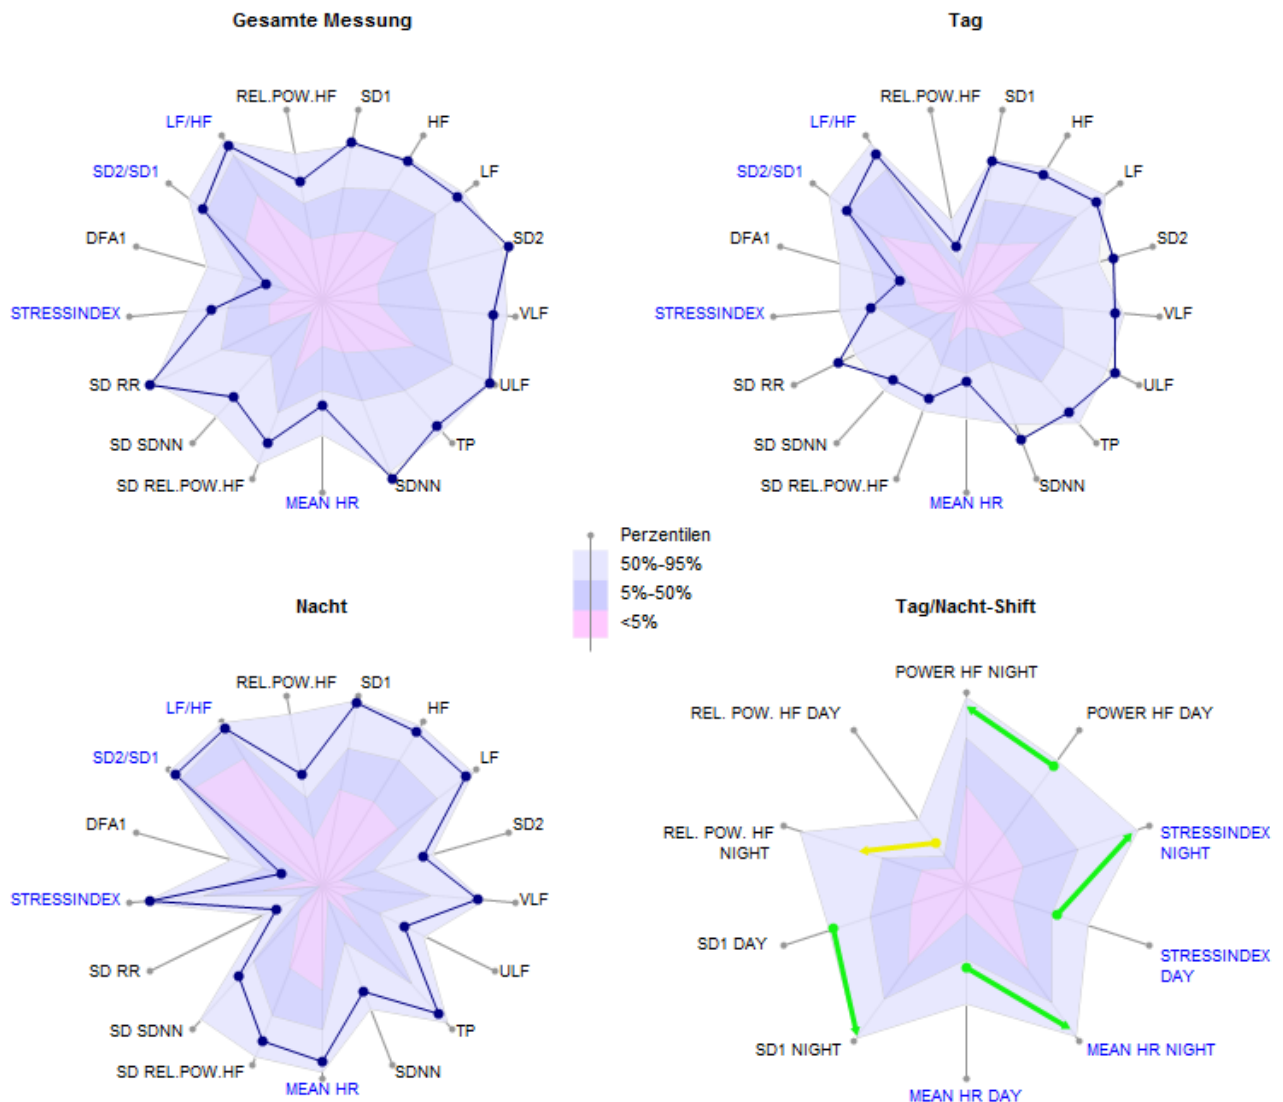 Gesamte Messung
REL.POW.HF
SD1
HF
LF
SD2
VLF
ULF
TP
SDNN
MEAN HR
SD REL.POW.HF
SD SDNN
SD RR
STRESSINDEX
DFA1
SD2/SD1
LF/HF
Tag
REL.POW.HF
SD1
HF
LF
SD2
VLF
ULF
TP
SDNN
MEAN HR
SD REL.POW.HF
SD SDNN
SD RR
STRESSINDEX
DFA1
SD2/SD1
LF/HF
Perzentilen
50%-95%
5%-50%
<5%
Nacht
REL.POW.HF
SD1
HF
LF
SD2
VLF
ULF
TP
SDNN
MEAN HR
SD REL.POW.HF
SD SDNN
SD RR
STRESSINDEX
DFA1
SD2/SD1
LF/HF
Tag/Nacht-Shift
POWER HF NIGHT
POWER HF DAY
STRESSINDEX
NIGHT
STRESSINDEX
DAY
MEAN HR NIGHT
MEAN HR DAY
SD1 NIGHT
SD1 DAY
REL. POW. HF
NIGHT
REL. POW. HF DAY